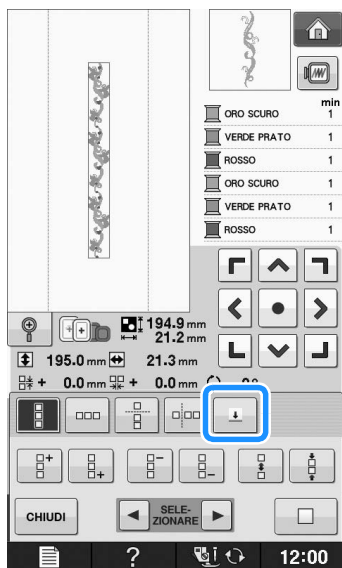 min
ORO SCURO 1
VERDE PRATO 1
ROSSO 1
ORO SCURO 1
VERDE PRATO 1
ROSSO 1
194.9 mm
21.2 mm
195.0 mm 21.3 mm
+ 0.0 mm + 0.0 mm
CHIUDI
SELE-
ZIONARE
? 12:00